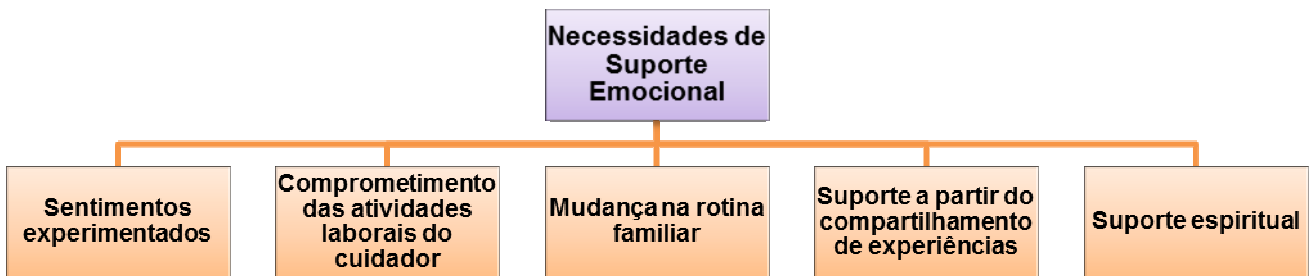 Necessidades de
Suporte
Emocional
Sentimentos
experimentados
Comprometimento
das atividades
laborais do
cuidador
Mudança na rotina
familiar
Suporte a partir do
compartilhamento
de experiências
Suporte espiritual